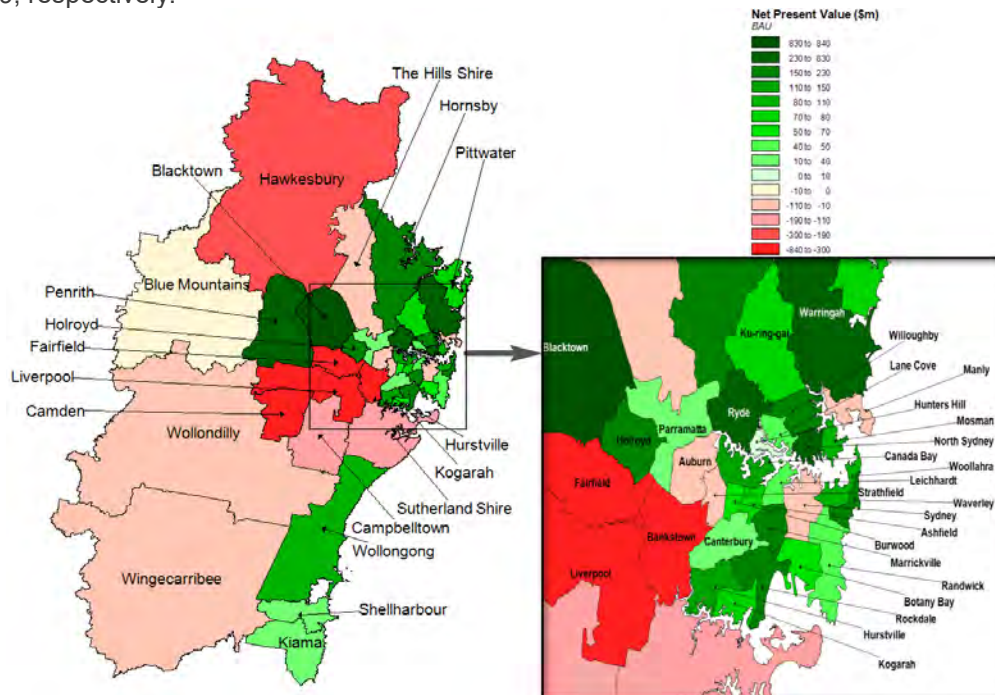 0, respectively.
Net Present Value ($m)
BAU
830 to 840
230 to 830
150 to 230
110 to 150
80 to 110
70 to 80
50 to 70
40 to 50
10 to 40
0 to 10
-10 to 0
-110 to -10
-190 to -110
-300 to -190
-840 to -300
The Hills Shire
Hornsby
Pittwater
Blacktown
Hawkesbury
Blue Mountains
Penrith
Holroyd
Fairfield
Liverpool
Camden
Wollondilly
Hurstville
Kogarah
Sutherland Shire
Campbelltown
Wollongong
Wingecarribee
Shellharbour
Kiama
Warringah
Ku-ring-gai
Willoughby
Blacktown
Lane Cove
Manly
Hunters Hill
Mosman
Ryde
North Sydney
Parramatta
Holroyd
Canada Bay
Auburn
Woollahra
Leichhardt
Fairfield
Strathfield
Waverley
Sydney
Ashfield
Bankstown
Canterbury
Burwood
Marrickville
Liverpool
Randwick
Botany Bay
Rockdale
Hurstville
Kogarah